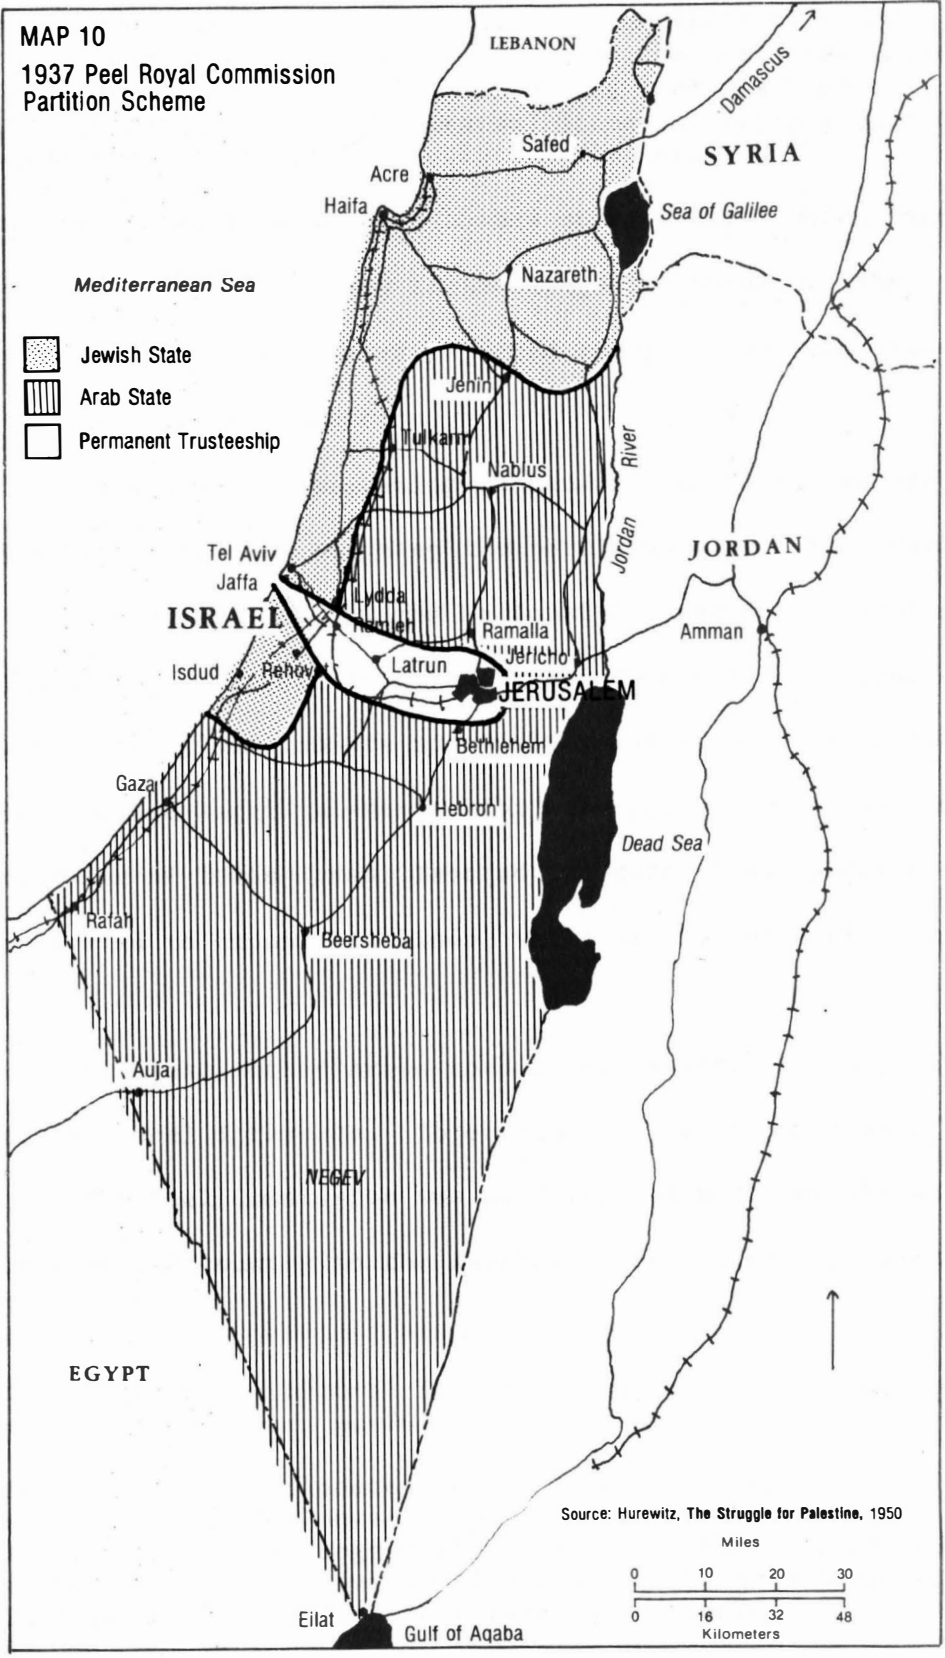 MAP 10
1937 Peel Royal Commission
Partition Scheme
LEBANON
Damascus
Safed
SYRIA
Acre
Haifa
Sea of Galilee
Nazareth
Mediterranean Sea
Jewish State
Arab State
Permanent Trusteeship
Jenin
Tulkarm
Nablus
Jordan River
Tel Aviv
Jaffa
JORDAN
Lydda
ISRAEL
Ramleh
Ramalla
Amman
Isdud
Rehovt
Latrun
Jericho
JERUSALEM
Bethlehem
Gaza
Hebron
Dead Sea
Rafah
Beersheba
Auja
NEGEV
EGYPT
Source: Hurewitz, The Struggle for Palestine, 1950
Miles
0 10 20 30
0 16 32 48
Kilometers
Eilat
Gulf of Aqaba